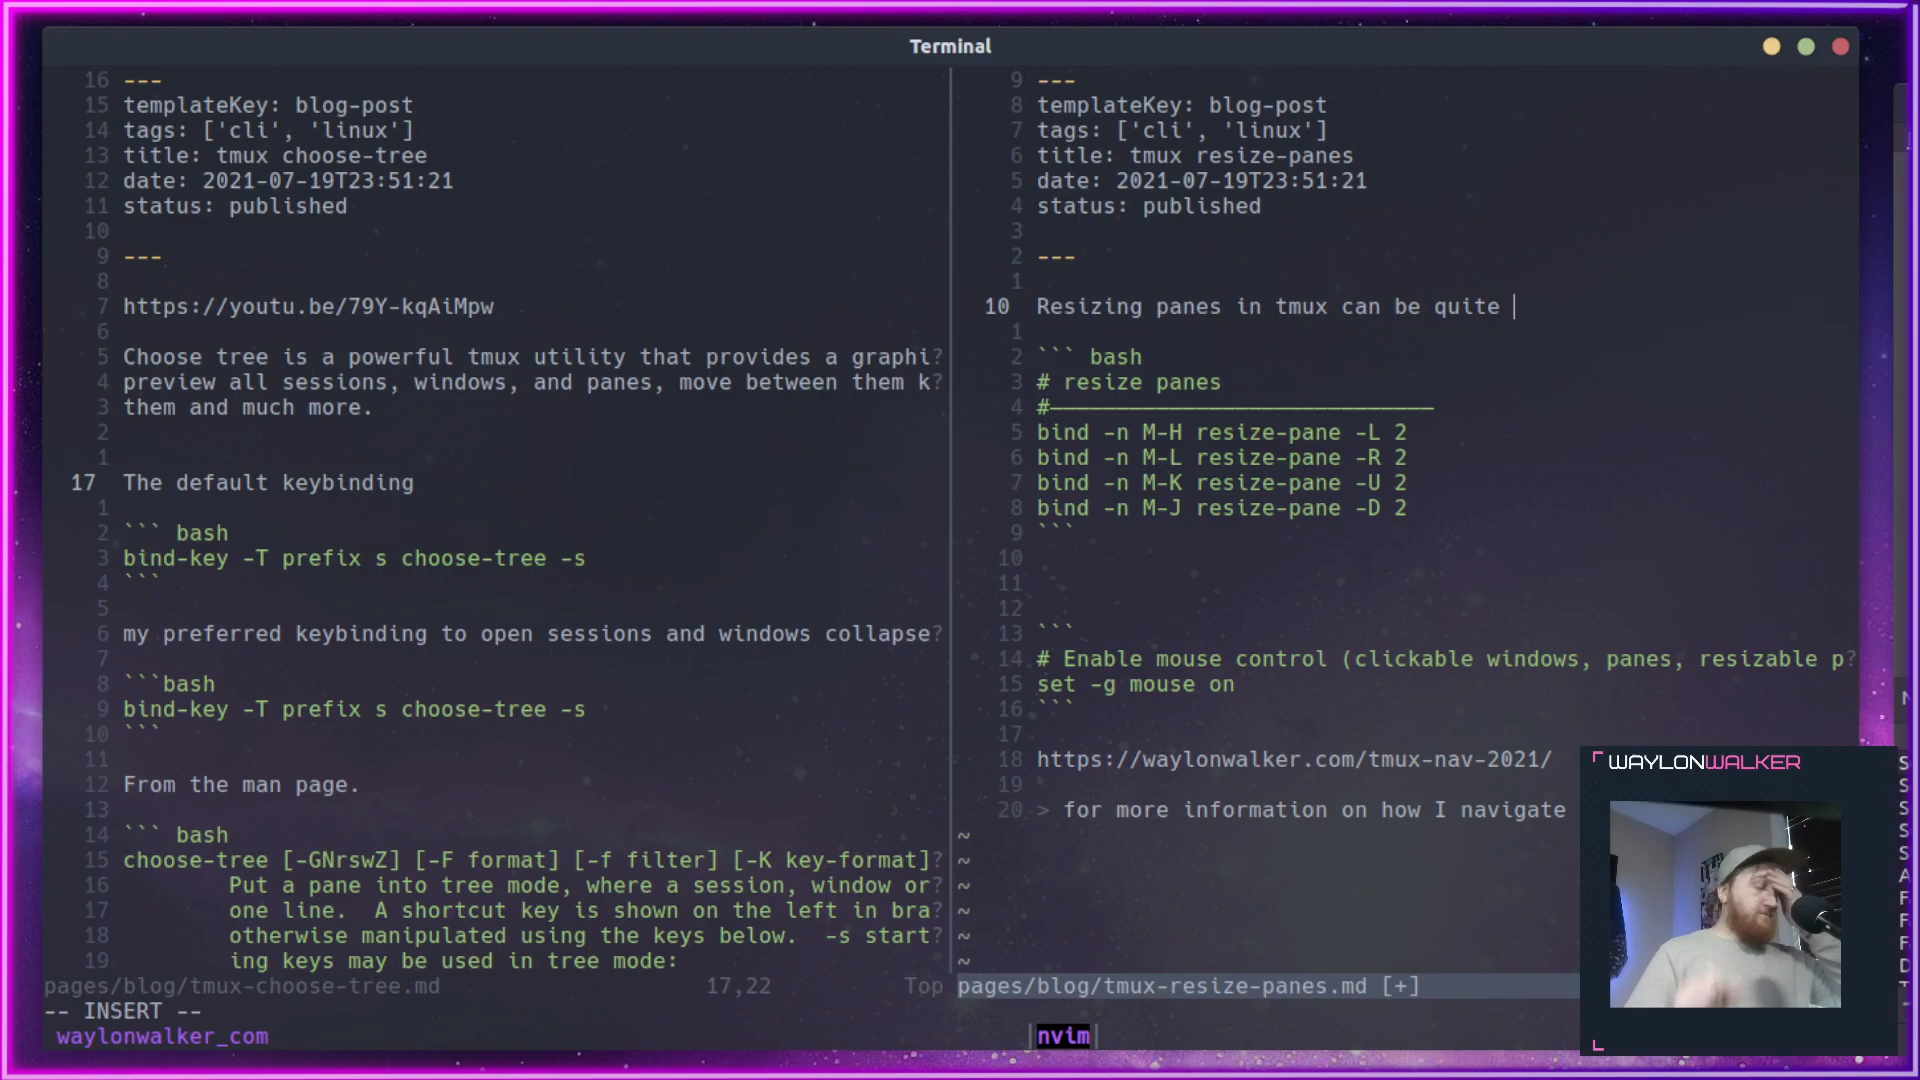 Terminal
16 ---
15 templateKey: blog-post
14 tags: ['cli', 'linux']
13 title: tmux choose-tree
12 date: 2021-07-19T23:51:21
11 status: published
10
9 ---
8
7 https://youtu.be/79Y-kqAiMpw
6
5 Choose tree is a powerful tmux utility that provides a graphi?
4 preview all sessions, windows, and panes, move between them k?
3 them and much more.
2
1
17 The default keybinding
1
2 ``` bash
3 bind-key -T prefix s choose-tree -s
4 ```
5
6 my preferred keybinding to open sessions and windows collapse?
7
8 ```bash
9 bind-key -T prefix s choose-tree -s
10 ```
11
12 From the man page.
13
14 ``` bash
15 choose-tree [-GNrswZ] [-F format] [-f filter] [-K key-format]?
16 Put a pane into tree mode, where a session, window or?
17 one line.  A shortcut key is shown on the left in bra?
18 otherwise manipulated using the keys below.  -s start?
19 ing keys may be used in tree mode:
pages/blog/tmux-choose-tree.md 17,22 Top
9 ---
8 templateKey: blog-post
7 tags: ['cli', 'linux']
6 title: tmux resize-panes
5 date: 2021-07-19T23:51:21
4 status: published
3
2 ---
1
10 Resizing panes in tmux can be quite
1
2 ``` bash
3 # resize panes
4 #─────────────────────────────
5 bind -n M-H resize-pane -L 2
6 bind -n M-L resize-pane -R 2
7 bind -n M-K resize-pane -U 2
8 bind -n M-J resize-pane -D 2
9 ```
10
11
12
13 ```
14 # Enable mouse control (clickable windows, panes, resizable p?
15 set -g mouse on
16 ```
17
18 https://waylonwalker.com/tmux-nav-2021/
19
20 > for more information on how I navigate
~
~
~
~
~
~
pages/blog/tmux-resize-panes.md [+]
-- INSERT --
waylonwalker_com |nvim|
WAYLONWALKER